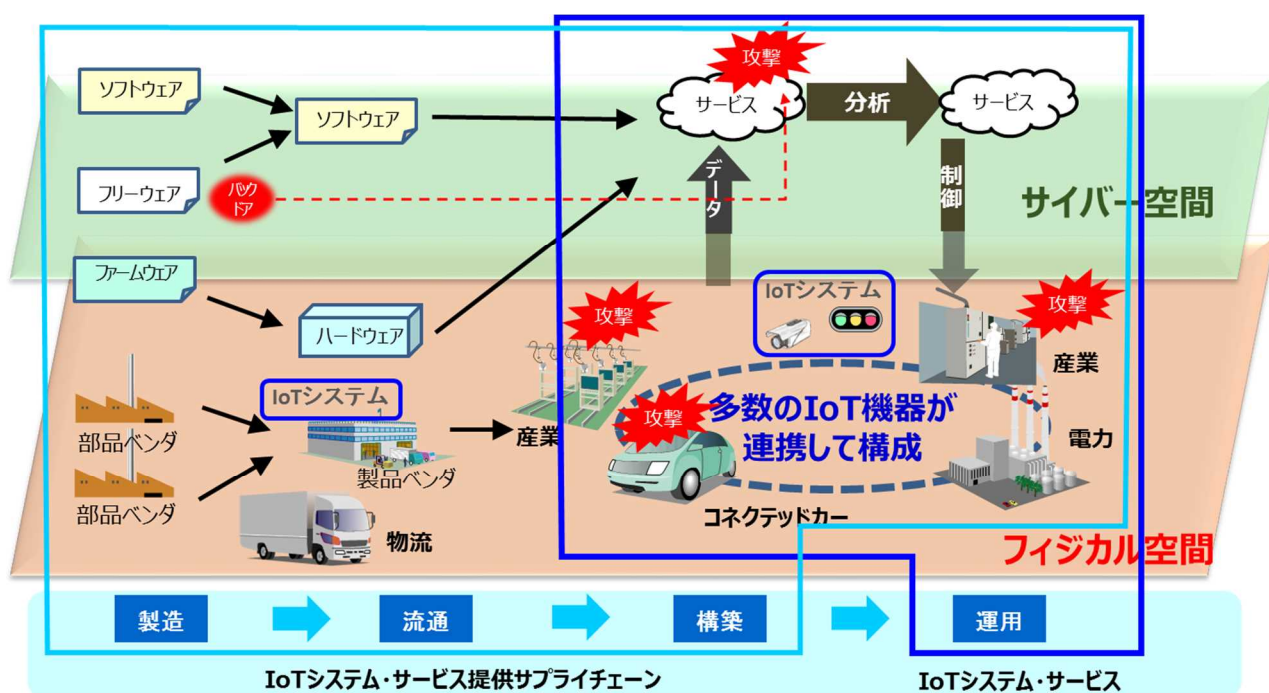 攻撃
ソフトウェア
サービス
分析
サービス
ソフトウェア
データ
制御
フリーウェア
バック
ドア
サイバー空間
ファームウェア
IoTシステム
攻撃
攻撃
ハードウェア
産業
IoTシステム
攻撃
多数のIoT機器が
連携して構成
産業
電力
部品ベンダ
製品ベンダ
部品ベンダ
コネクテッドカー
物流
フィジカル空間
製造
流通
構築
運用
IoTシステム・サービス提供サプライチェーン
IoTシステム・サービス